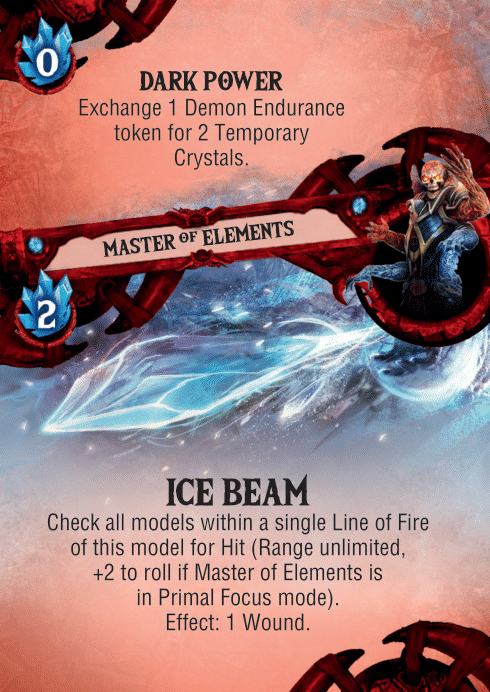 0
DARK POWER
Exchange 1 Demon Endurance
token for 2 Temporary
Crystals.
MASTER OF ELEMENTS
2
ICE BEAM
Check all models within a single Line of Fire
of this model for Hit (Range unlimited,
+2 to roll if Master of Elements is
in Primal Focus mode).
Effect: 1 Wound.